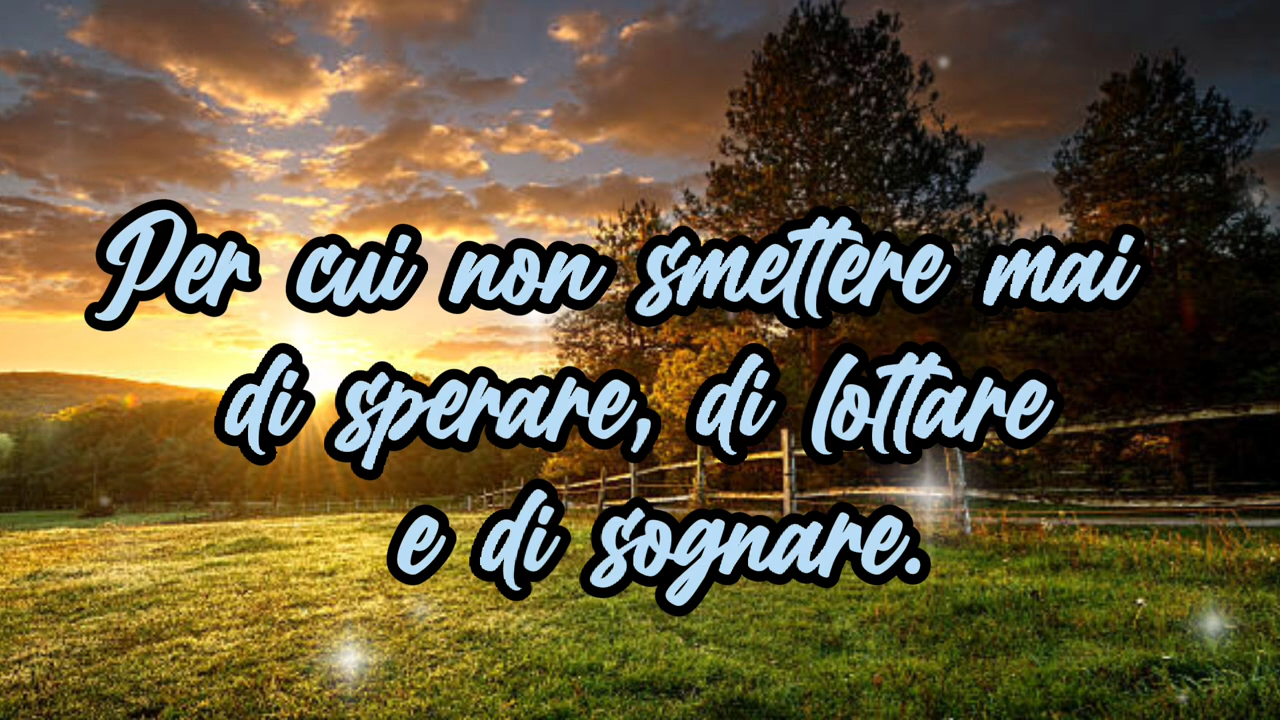 Per cui non smettere mai
di sperare, di lottare
e di sognare.